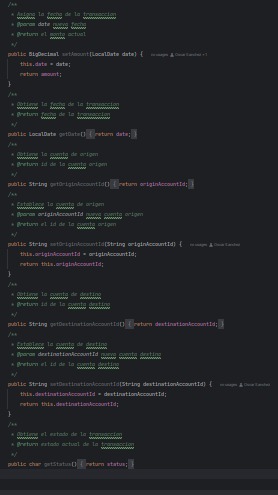 /**
 * Asigna la fecha de la transaccion
 * @param date nueva fecha
 * @return el monto actual
 */
public BigDecimal setAmount(LocalDate date) { no usages
    this.date = date;
    return amount;
}
/**
 * Obtiene la fecha de la transaccion
 * @return fecha de la transaccion
 */
public LocalDate getDate() { return date; }
/**
 * Obtiene la cuenta de origen
 * @return id de la cuenta origen
 */
public String getOriginAccountId() { return originAccountId; }
/**
 * Establece la cuenta de origen
 * @param originAccountId nueva cuenta origen
 * @return el id de la cuenta origen
 */
public String setOriginAccountId(String originAccountId) { no usages
    this.originAccountId = originAccountId;
    return this.originAccountId;
}
/**
 * Obtiene la cuenta de destino
 * @return id de la cuenta destino
 */
public String getDestinationAccountId() { return destinationAccountId; }
/**
 * Establece la cuenta de destino
 * @param destinationAccountId nueva cuenta destino
 * @return el id de la cuenta destino
 */
public String setDestinationAccountId(String destinationAccountId) { no usages
    this.destinationAccountId = destinationAccountId;
    return this.destinationAccountId;
}
/**
 * Obtiene el estado de la transaccion
 * @return estado actual de la transaccion
 */
public char getStatus() { return status; }